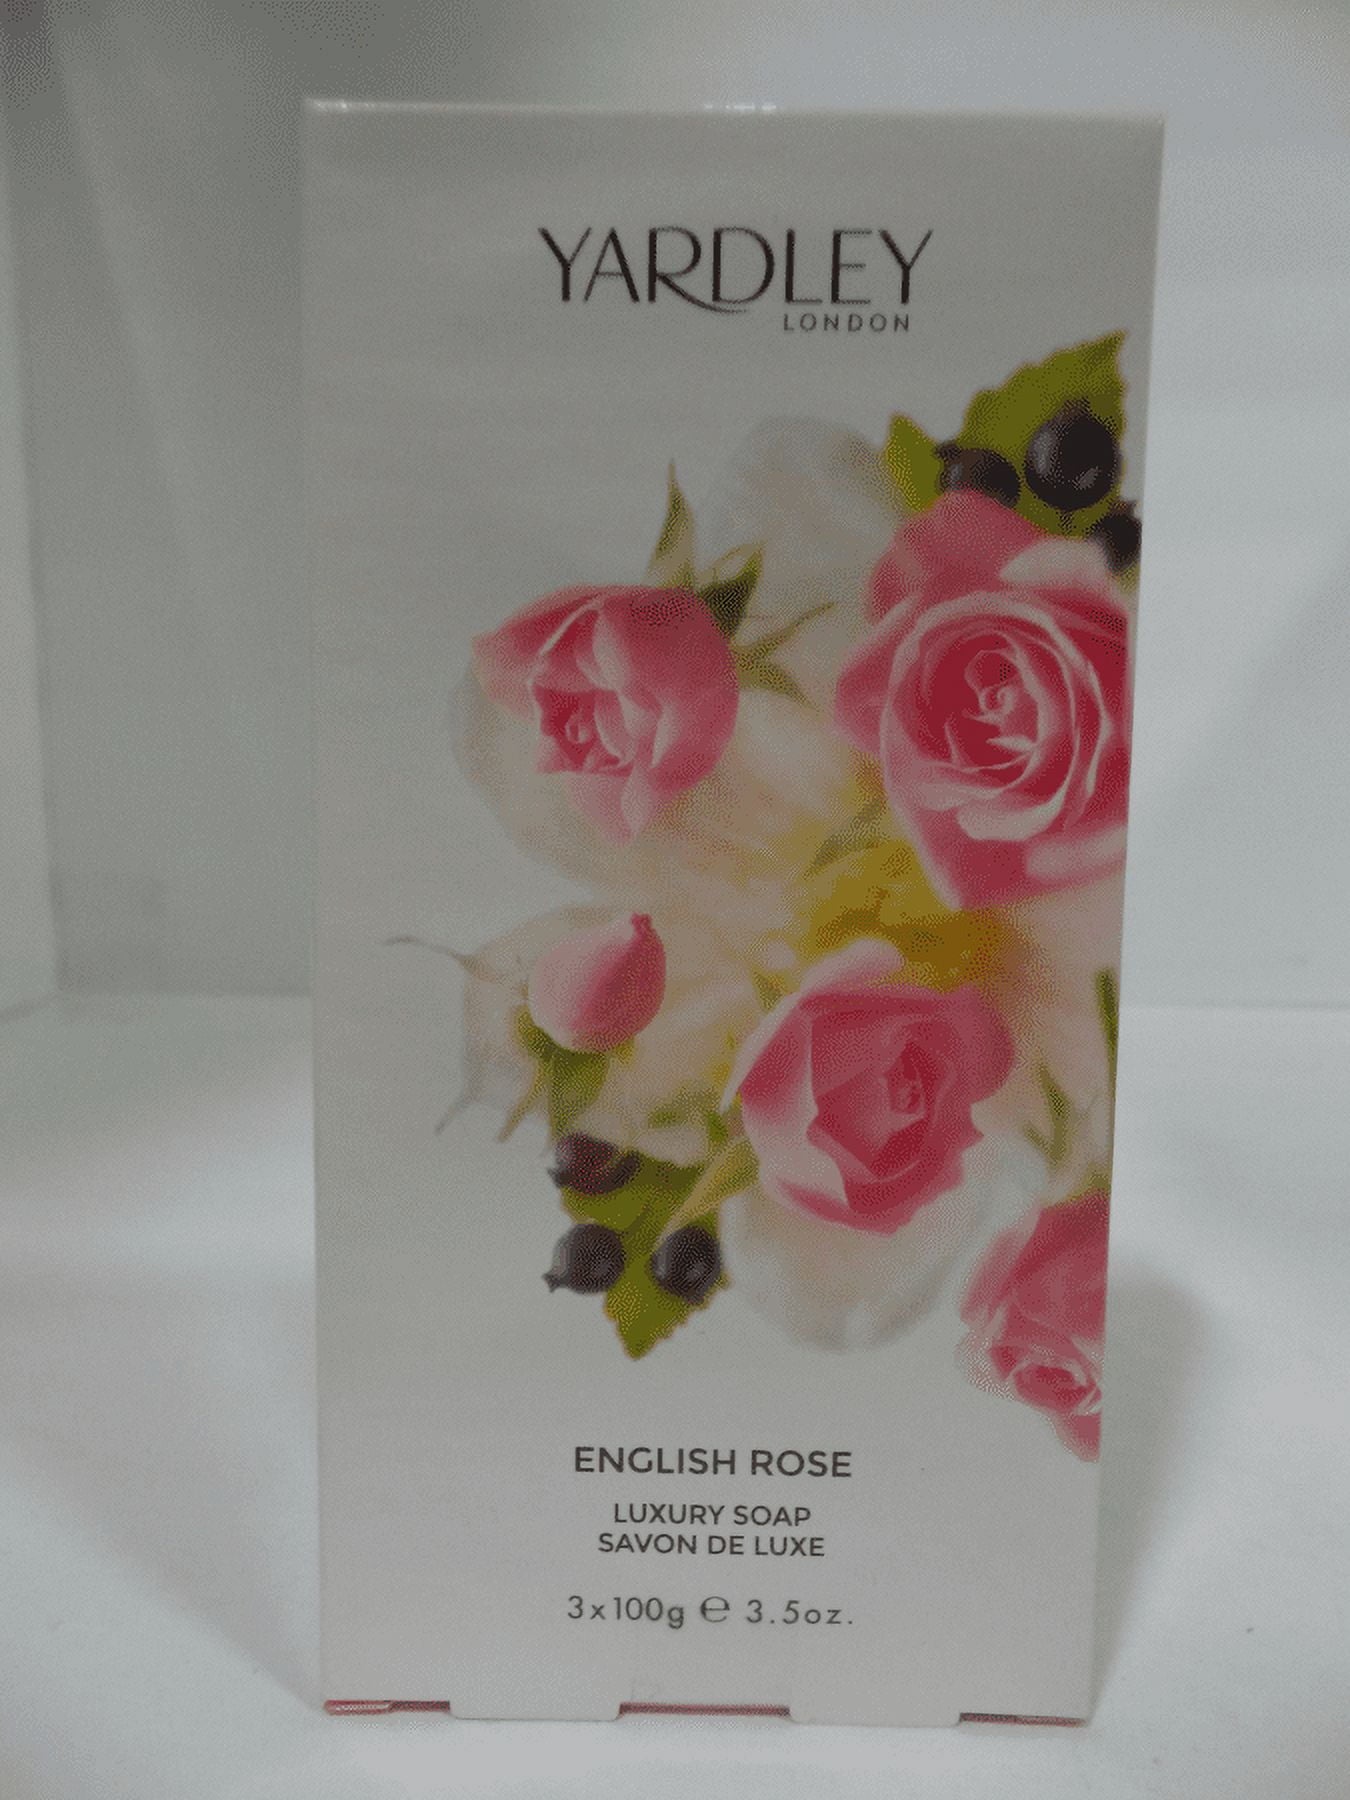 YARDLEY
LONDON
ENGLISH ROSE
LUXURY SOAP
SAVON DE LUXE
3x100g ℮ 3.5oz.